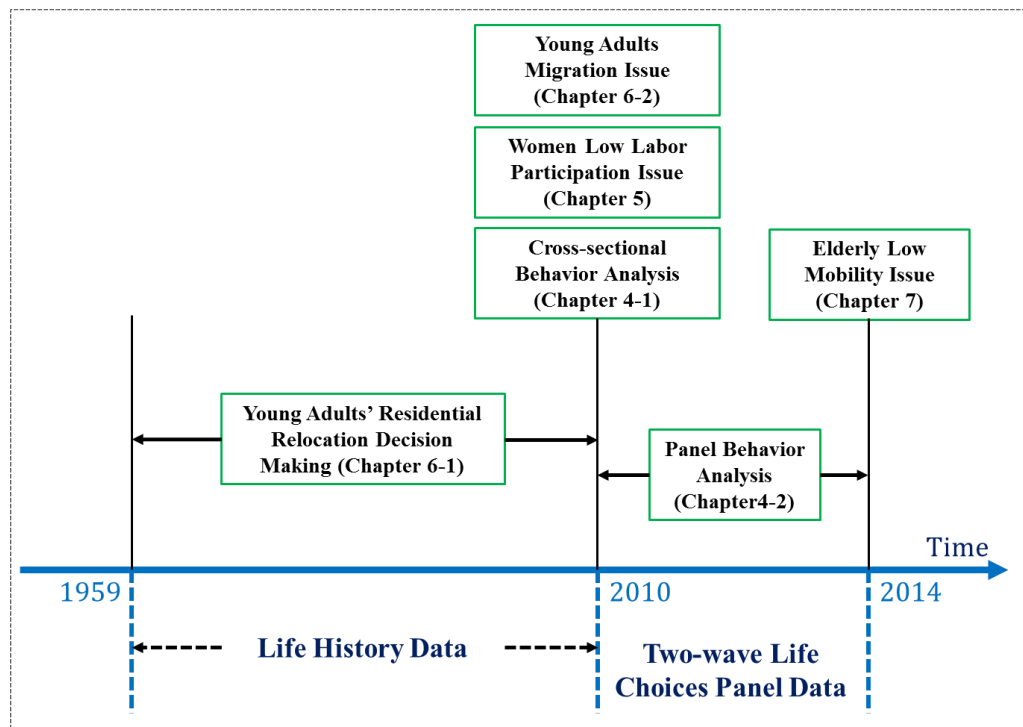 Young Adults
Migration Issue
(Chapter 6-2)
Women Low Labor
Participation Issue
(Chapter 5)
Cross-sectional
Behavior Analysis
(Chapter 4-1)
Elderly Low
Mobility Issue
(Chapter 7)
Young Adults’ Residential
Relocation Decision
Making (Chapter 6-1)
Panel Behavior
Analysis
(Chapter4-2)
Time
1959
2010
2014
Life History Data
Two-wave Life
Choices Panel Data